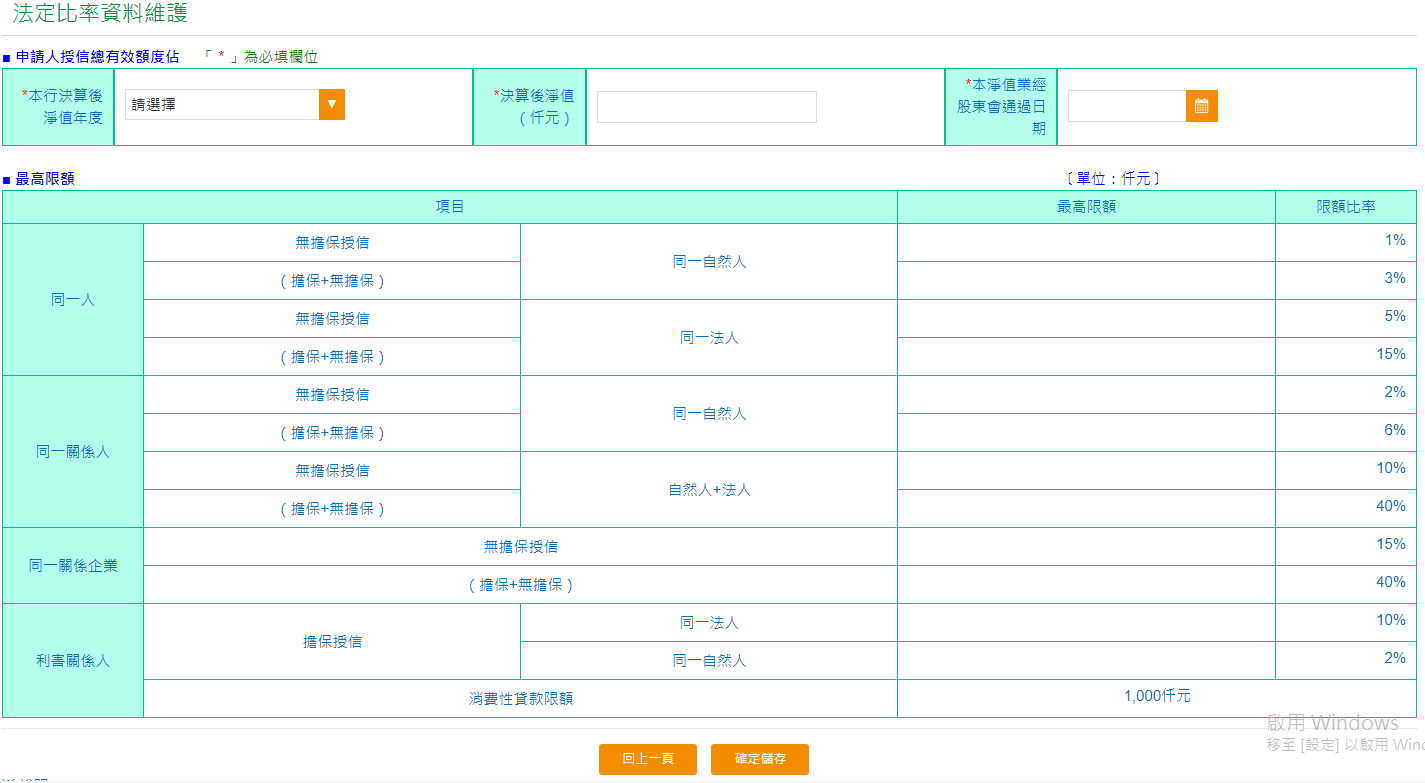 法定比率資料維護
■ 申請人授信總有效額度佔 「 * 」為必填欄位
*本行決算後
淨值年度
請選擇
▼
*決算後淨值
( 仟元 )
*本淨值業經
股東會通過日
期
■ 最高限額
〔 單位：仟元 〕
項目 最高限額 限額比率
同一人
無擔保授信
同一自然人
1%
( 擔保+無擔保 )
3%
無擔保授信
同一法人
5%
( 擔保+無擔保 )
15%
同一關係人
無擔保授信
同一自然人
2%
( 擔保+無擔保 )
6%
無擔保授信
自然人+法人
10%
( 擔保+無擔保 )
40%
同一關係企業
無擔保授信
15%
( 擔保+無擔保 )
40%
利害關係人
擔保授信
同一法人
10%
同一自然人
2%
消費性貸款限額
1,000仟元
啟用 Windows
移至 [設定] 以啟用 Win
回上一頁 確定儲存